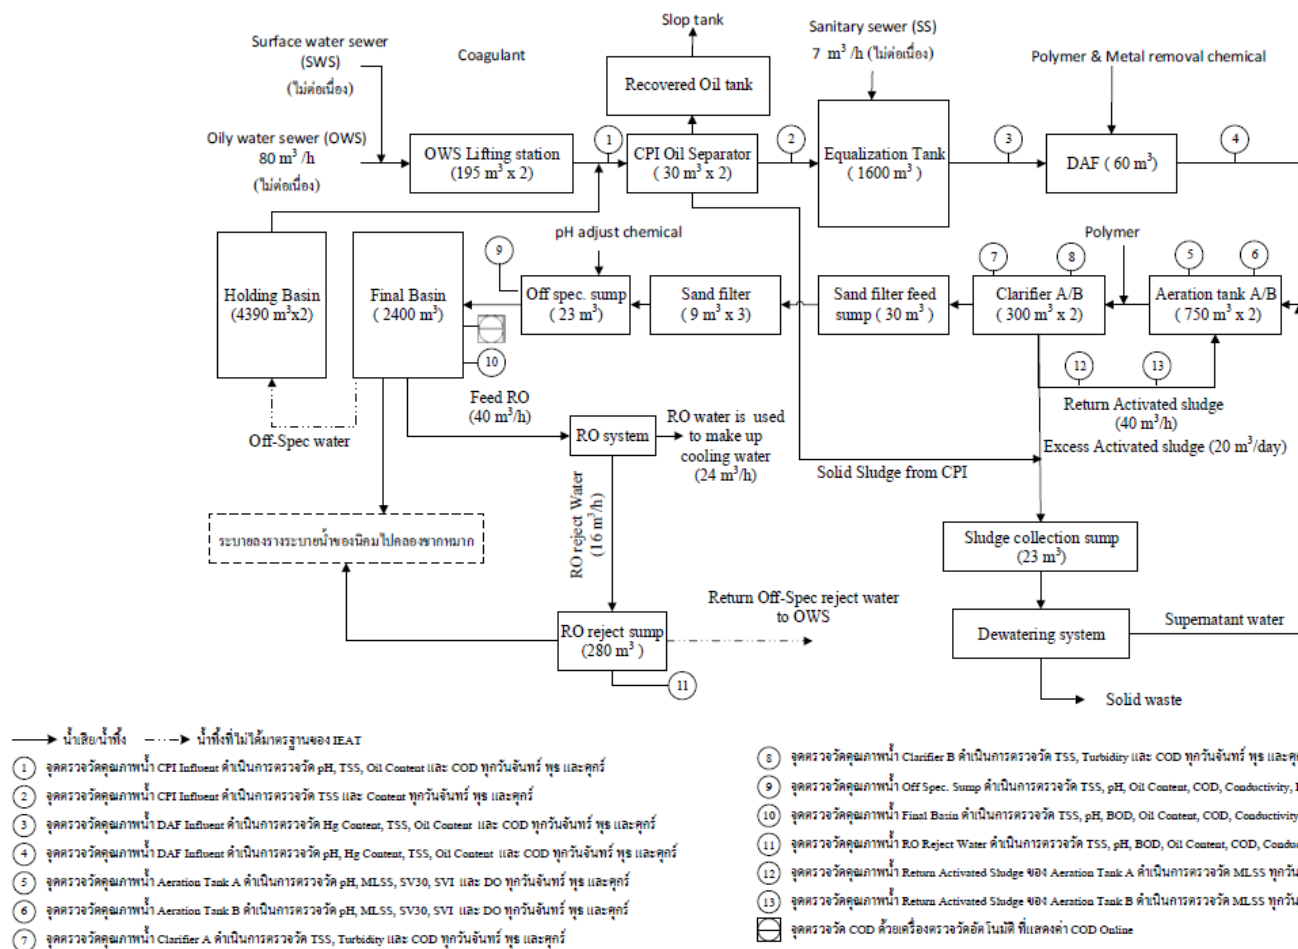 Slop tank
Surface water sewer
(SWS)
(ไม่ต่อเนื่อง)
Coagulant
Sanitary sewer (SS)
7 m³ /h (ไม่ต่อเนื่อง)
Polymer & Metal removal chemical
Recovered Oil tank
Oily water sewer (OWS)
80 m³ /h
(ไม่ต่อเนื่อง)
OWS Lifting station
(195 m³ x 2)
1
CPI Oil Separator
( 30 m³ x 2)
2
Equalization Tank
( 1600 m³ )
3
DAF ( 60 m³)
4
Holding Basin
(4390 m³x2)
Final Basin
( 2400 m³)
9
pH adjust chemical
Off spec. sump
( 23 m³)
Sand filter
( 9 m³ x 3)
Sand filter feed
sump ( 30 m³ )
7
8
Clarifier A/B
( 300 m³ x 2)
Polymer
5
6
Aeration tank A/B
( 750 m³ x 2)
10
12
13
Return Activated sludge
(40 m³/h)
Excess Activated sludge (20 m³/day)
Off-Spec water
Feed RO
(40 m³/h)
RO system
RO water is used
to make up
cooling water
(24 m³/h)
Solid Sludge from CPI
RO reject Water
(16 m³/h)
ระบายลงรางระบายน้ำของนิคมไปคลองชากหมาก
Sludge collection sump
(23 m³)
Return Off-Spec reject water
to OWS
RO reject sump
(280 m³ )
11
Dewatering system
Supernatant water
Solid waste
น้ำเสีย/น้ำทิ้ง
น้ำทิ้งที่ไม่ได้มาตรฐานของ IEAT
1 จุดตรวจวัดคุณภาพน้ำ CPI Influent ดำเนินการตรวจวัด pH, TSS, Oil Content และ COD ทุกวันจันทร์ พุธ และศุกร์
2 จุดตรวจวัดคุณภาพน้ำ CPI Influent ดำเนินการตรวจวัด TSS และ Content ทุกวันจันทร์ พุธ และศุกร์
3 จุดตรวจวัดคุณภาพน้ำ DAF Influent ดำเนินการตรวจวัด Hg Content, TSS, Oil Content และ COD ทุกวันจันทร์ พุธ และศุกร์
4 จุดตรวจวัดคุณภาพน้ำ DAF Influent ดำเนินการตรวจวัด pH, Hg Content, TSS, Oil Content และ COD ทุกวันจันทร์ พุธ และศุกร์
5 จุดตรวจวัดคุณภาพน้ำ Aeration Tank A ดำเนินการตรวจวัด pH, MLSS, SV30, SVI และ DO ทุกวันจันทร์ พุธ และศุกร์
6 จุดตรวจวัดคุณภาพน้ำ Aeration Tank B ดำเนินการตรวจวัด pH, MLSS, SV30, SVI และ DO ทุกวันจันทร์ พุธ และศุกร์
7 จุดตรวจวัดคุณภาพน้ำ Clarifier A ดำเนินการตรวจวัด TSS, Turbidity และ COD ทุกวันจันทร์ พุธ และศุกร์
8 จุดตรวจวัดคุณภาพน้ำ Clarifier B ดำเนินการตรวจวัด TSS, Turbidity และ COD ทุกวันจันทร์ พุธ
9 จุดตรวจวัดคุณภาพน้ำ Off Spec. Sump ดำเนินการตรวจวัด TSS, pH, Oil Content, COD, Conductivity,
10 จุดตรวจวัดคุณภาพน้ำ Final Basin ดำเนินการตรวจวัด TSS, pH, BOD, Oil Content, COD, Conductivity
11 จุดตรวจวัดคุณภาพน้ำ RO Reject Water ดำเนินการตรวจวัด TSS, pH, BOD, Oil Content, COD,
12 จุดตรวจวัดคุณภาพน้ำ Return Activated Sludge ของ Aeration Tank A ดำเนินการตรวจวัด MLSS
13 จุดตรวจวัดคุณภาพน้ำ Return Activated Sludge ของ Aeration Tank B ดำเนินการตรวจวัด MLSS
จุดตรวจวัด COD ด้วยเครื่องตรวจวัดอัตโนมัติ ที่แสดงค่า COD Online